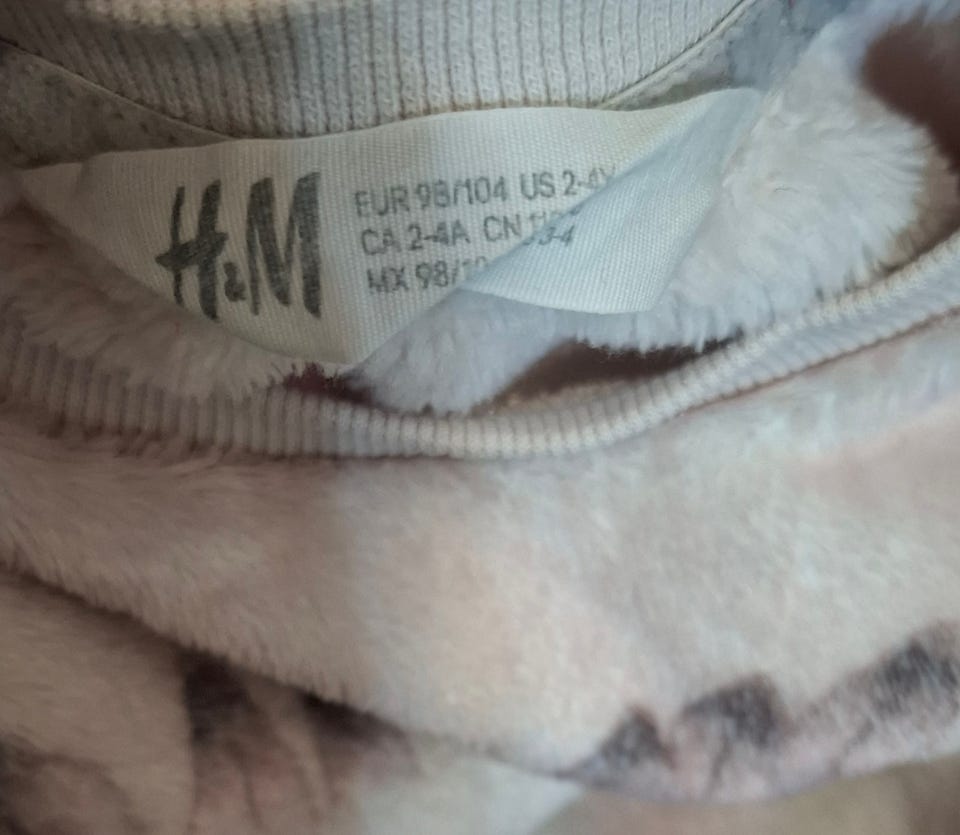 H&M
EUR 98/104 US 2-4Y
CA 2-4A CN
MX 98/